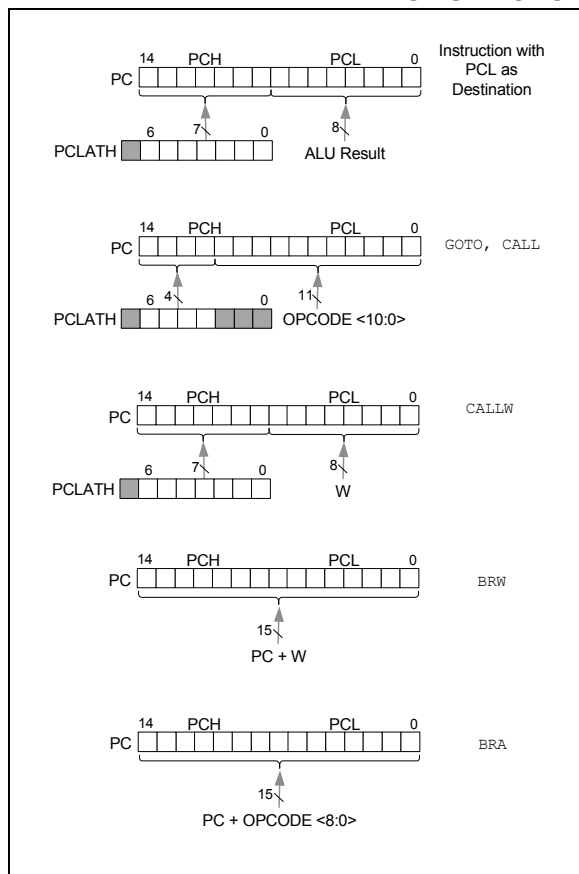 14 PCH PCL 0
PC
Instruction with
PCL as
Destination
6 7 0 8
PCLATH
ALU Result
14 PCH PCL 0
PC
GOTO, CALL
6 4 0 11
PCLATH
OPCODE <10:0>
14 PCH PCL 0
PC
CALLW
6 7 0 8
PCLATH
W
14 PCH PCL 0
PC
BRW
15
PC + W
14 PCH PCL 0
PC
BRA
15
PC + OPCODE <8:0>